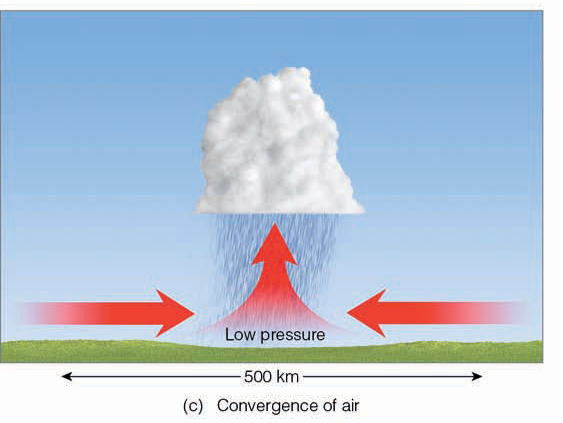 Low pressure
500 km
(c) Convergence of air